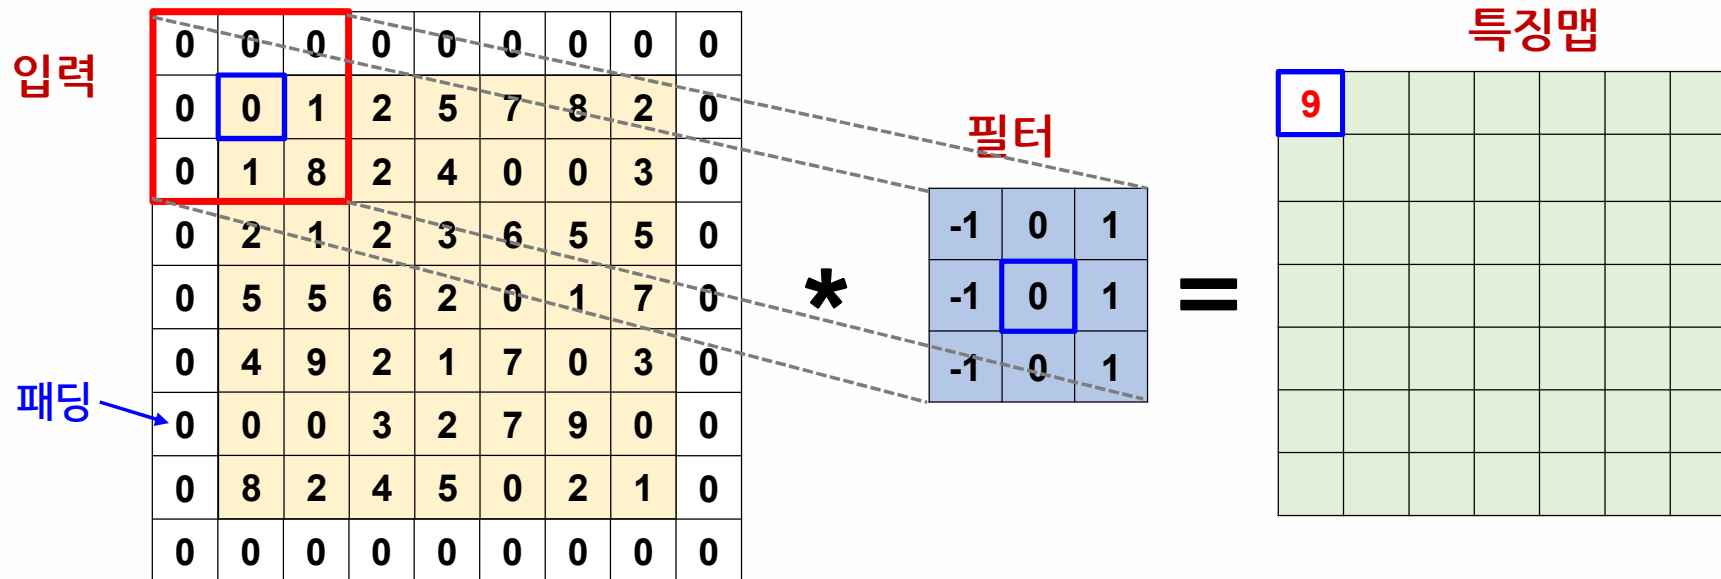 특징맵
입력
0 0 0 0 0 0 0 0 0
0 0 1 2 5 7 8 2 0
0 1 8 2 4 0 0 3 0
0 2 1 2 3 6 5 5 0
0 5 5 6 2 0 1 7 0
0 4 9 2 1 7 0 3 0
0 0 0 3 2 7 9 0 0
0 8 2 4 5 0 2 1 0
0 0 0 0 0 0 0 0 0
패딩
*
필터
-1 0 1
-1 0 1
-1 0 1
=
9